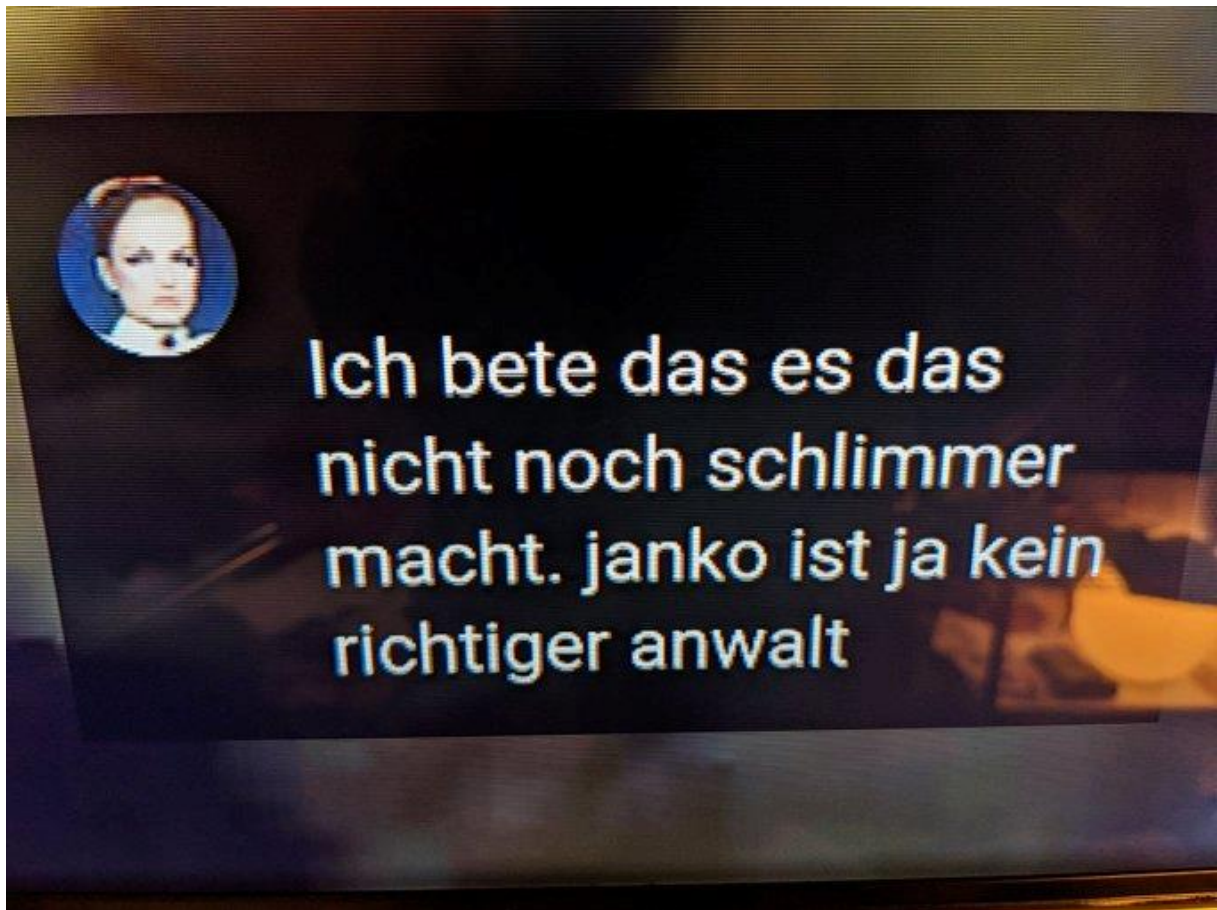 Ich bete das es das
nicht noch schlimmer
macht. janko ist ja kein
richtiger anwalt